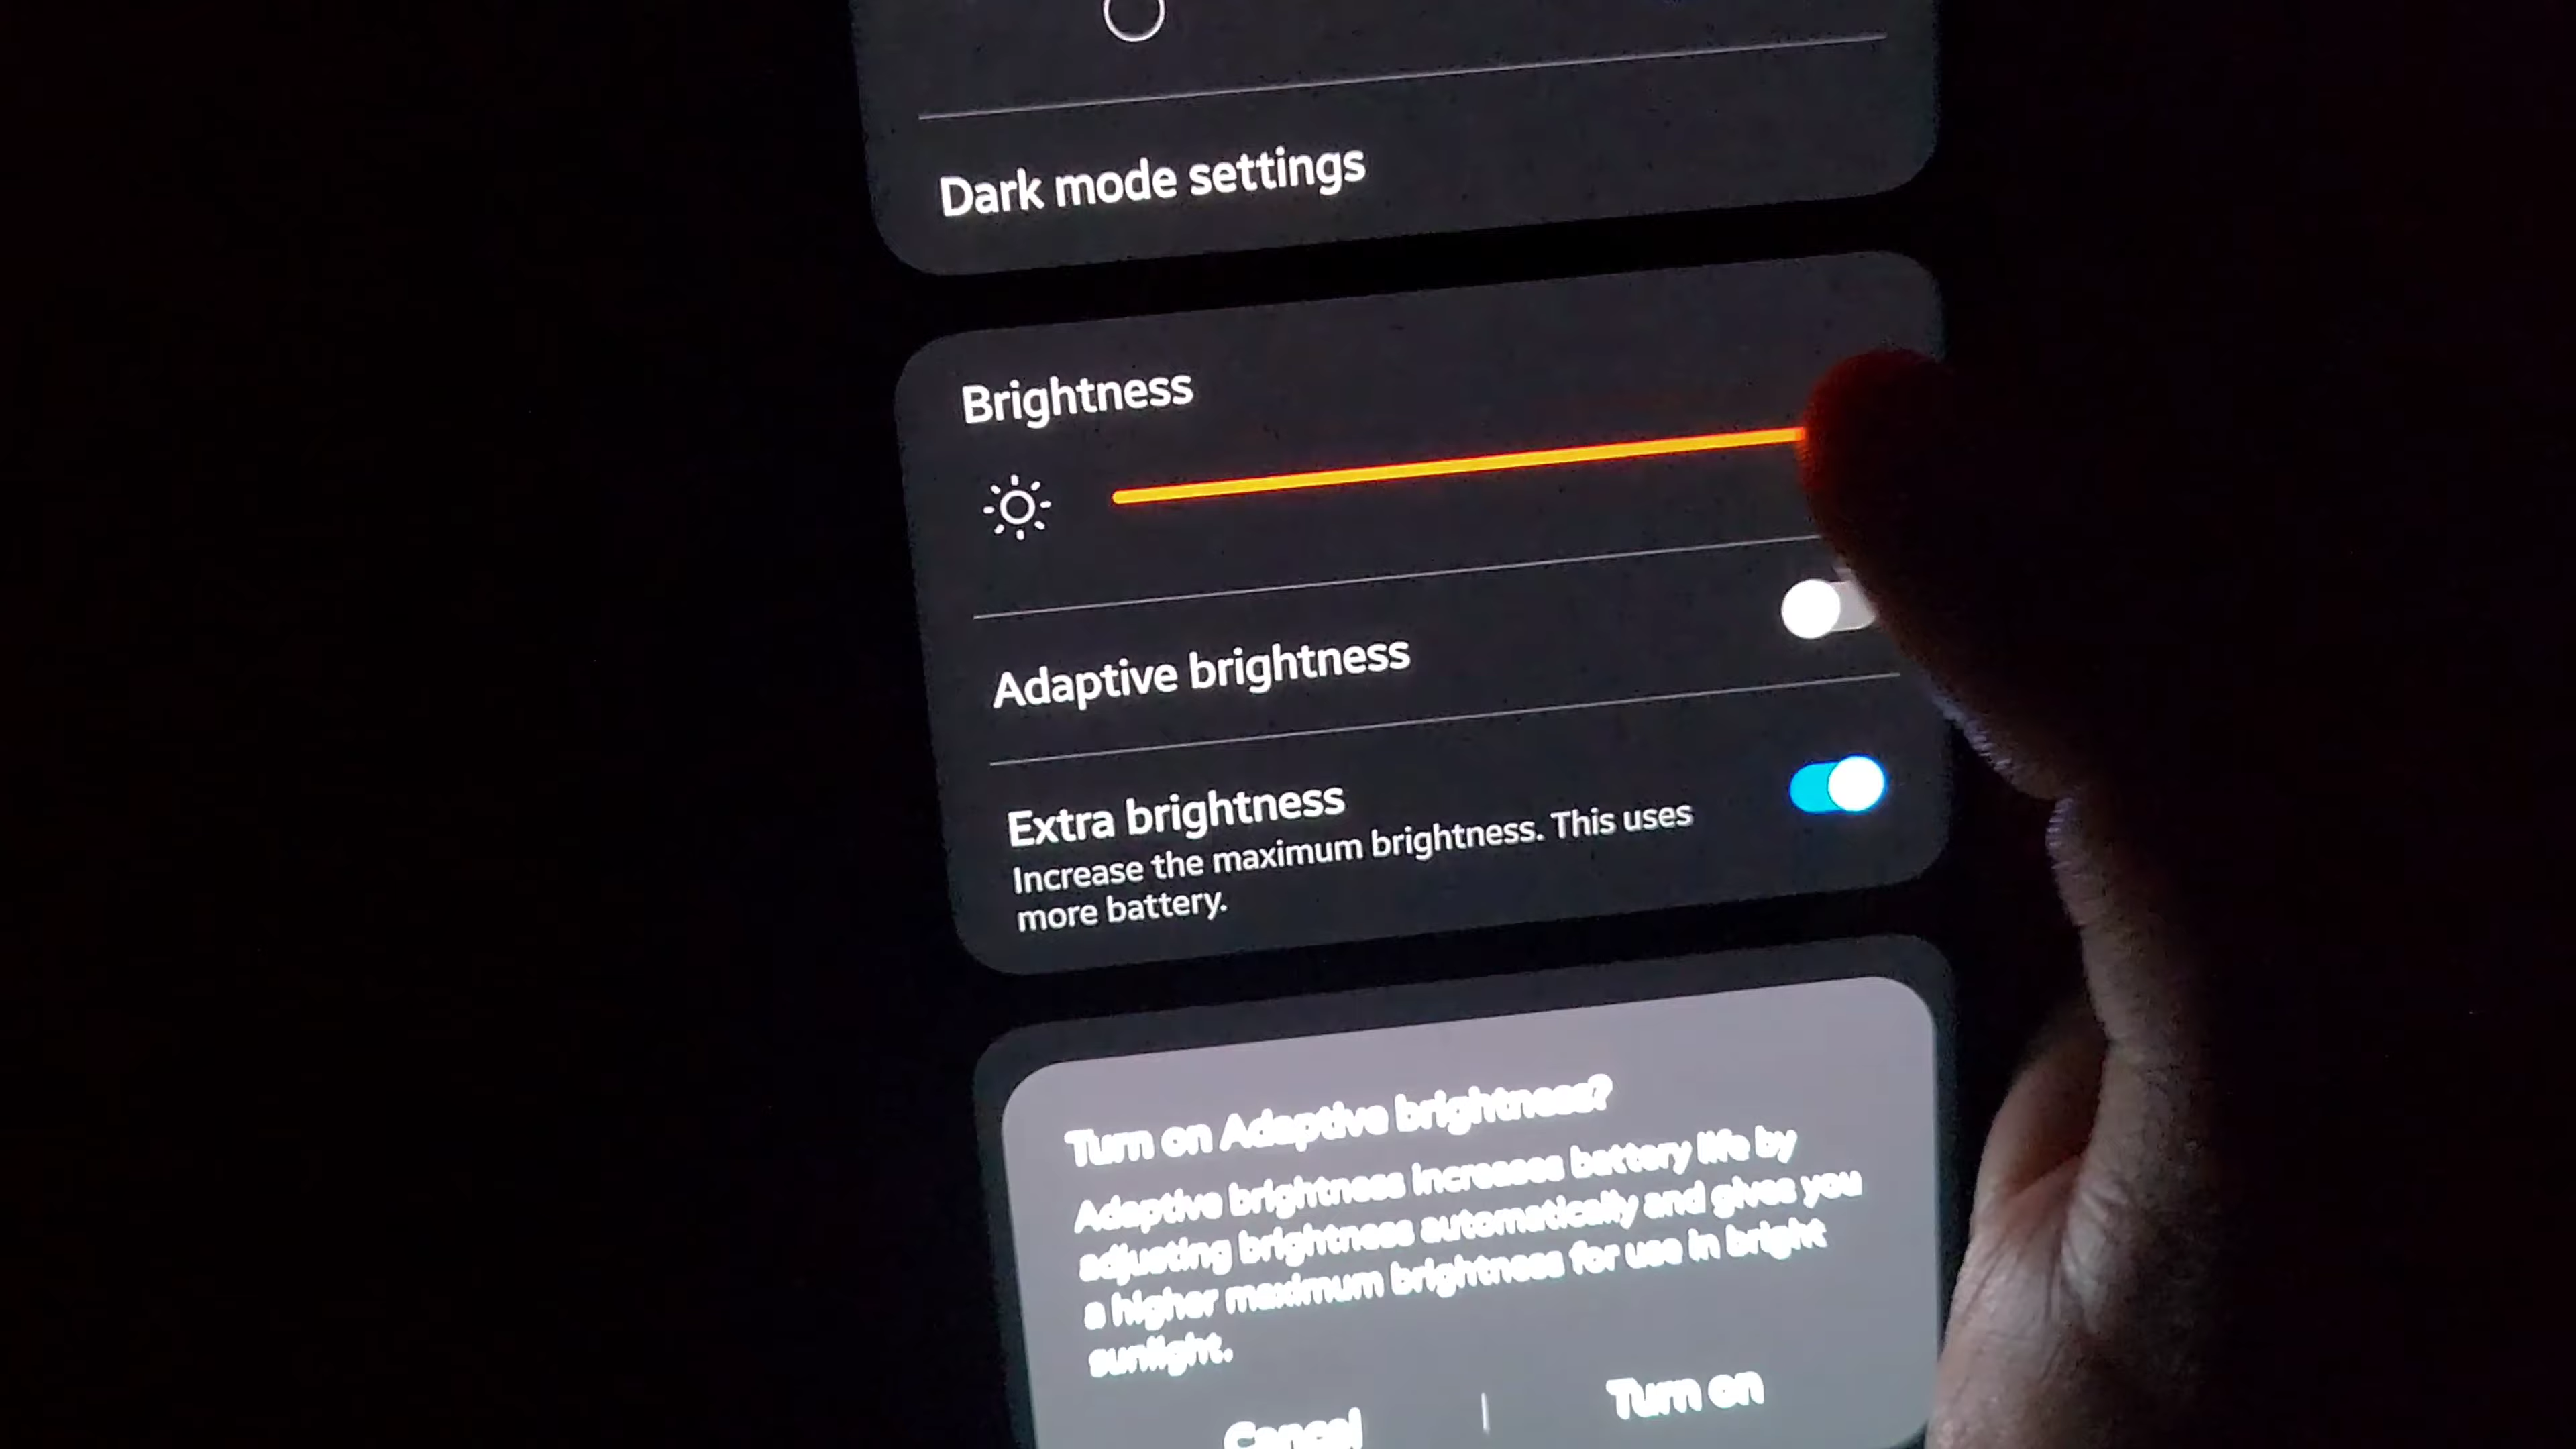 Dark mode settings
Brightness
Adaptive brightness
Extra brightness
Increase the maximum brightness. This uses
more battery.
Turn on Adaptive brightness?
Adaptive brightness increases battery life by
adjusting brightness automatically and gives you
a higher maximum brightness for use in bright
sunlight.
Cancel
Turn on